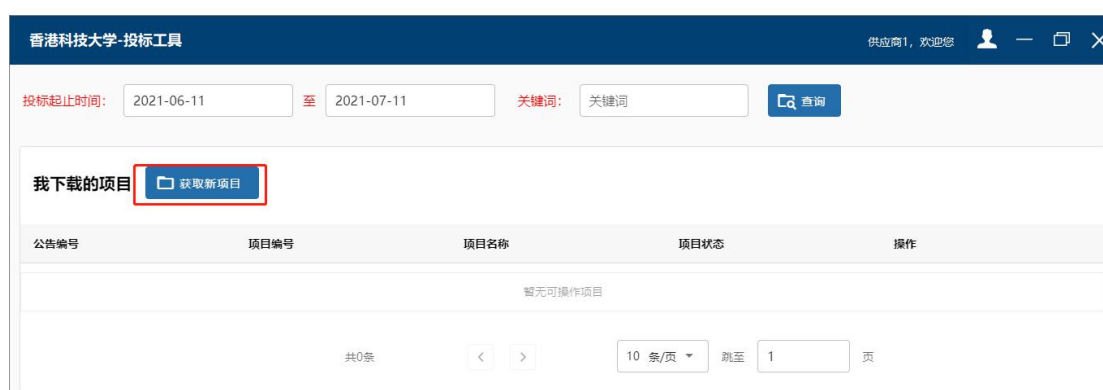 香港科技大学-投标工具 供应商1，欢迎您
投标起止时间： 2021-06-11 至 2021-07-11 关键词： 关键词 查询
我下载的项目 获取新项目
公告编号 项目编号 项目名称 项目状态 操作
暂无可操作项目
共0条 < > 10 条/页 跳至 1 页